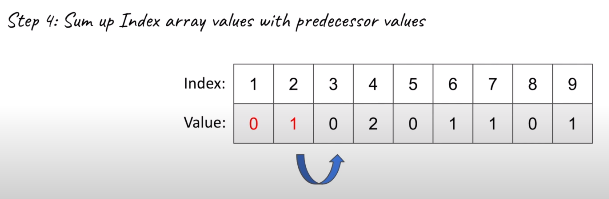 Step 4: Sum up Index array values with predecessor values
Index: 1 2 3 4 5 6 7 8 9
Value: 0 1 0 2 0 1 1 0 1